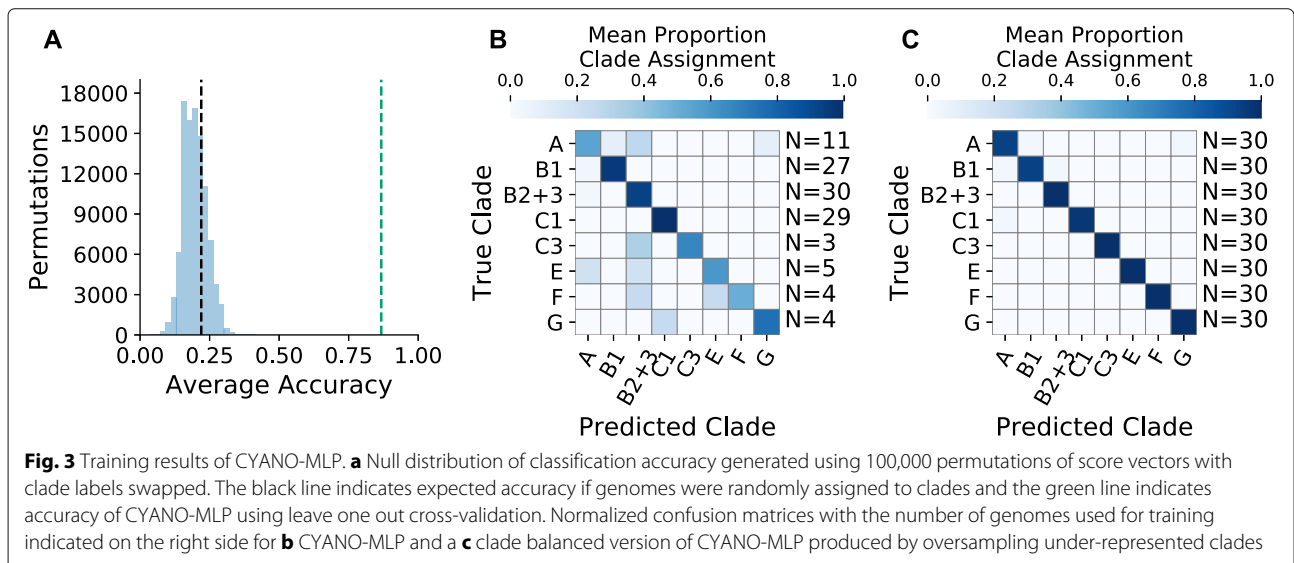 A
18000
15000
12000
9000
6000
3000
0
Permutations
0.00 0.25 0.50 0.75 1.00
Average Accuracy
B
Mean Proportion
Clade Assignment
0.0 0.2 0.4 0.6 0.8 1.0
True Clade
A N=11
B1 N=27
B2+3 N=30
C1 N=29
C3 N=3
E N=5
F N=4
G N=4
A B1 B2+3 C1 C3 E F G
Predicted Clade
C
Mean Proportion
Clade Assignment
0.0 0.2 0.4 0.6 0.8 1.0
True Clade
A N=30
B1 N=30
B2+3 N=30
C1 N=30
C3 N=30
E N=30
F N=30
G N=30
A B1 B2+3 C1 C3 E F G
Predicted Clade
Fig. 3 Training results of CYANO-MLP. a Null distribution of classification accuracy generated using 100,000 permutations of score vectors with
clade labels swapped. The black line indicates expected accuracy if genomes were randomly assigned to clades and the green line indicates
accuracy of CYANO-MLP using leave one out cross-validation. Normalized confusion matrices with the number of genomes used for training
indicated on the right side for b CYANO-MLP and a c clade balanced version of CYANO-MLP produced by oversampling under-represented clades